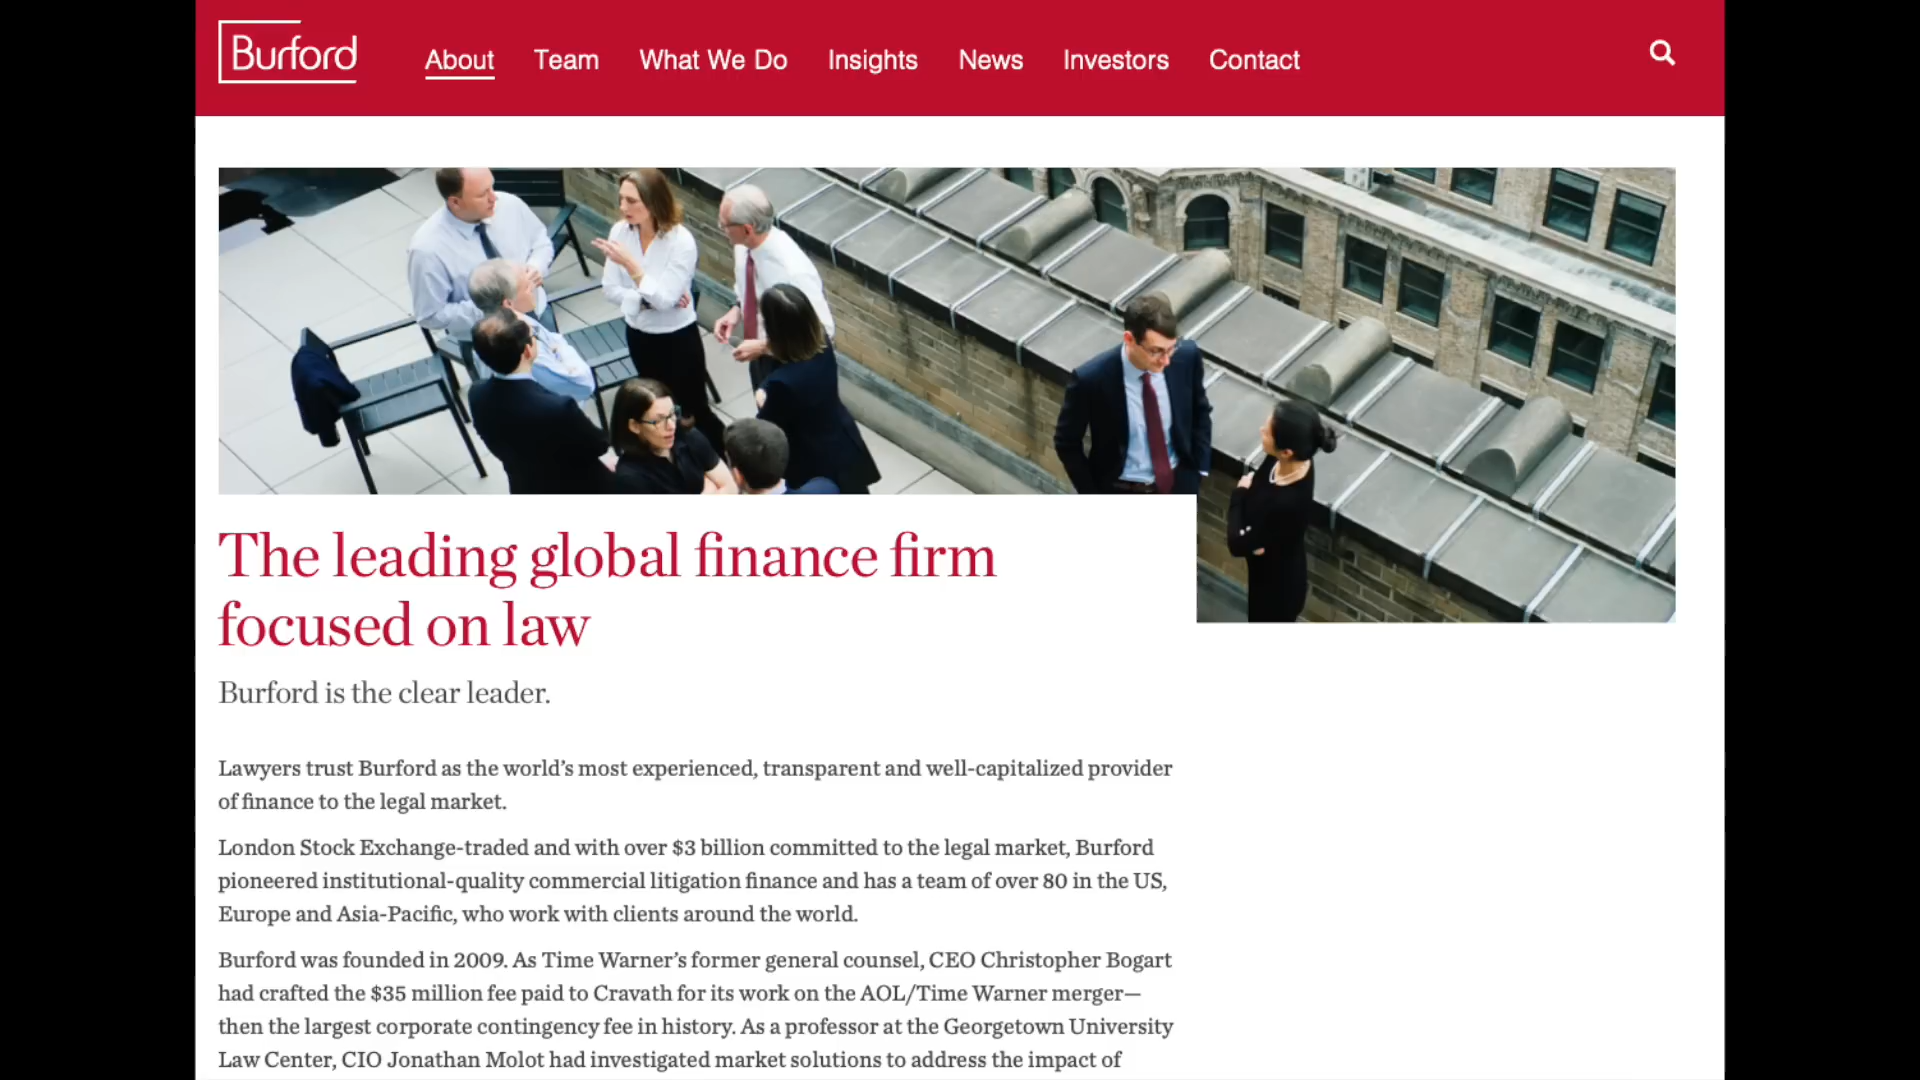 Burford
About Team What We Do Insights News Investors Contact
The leading global finance firm
focused on law
Burford is the clear leader.
Lawyers trust Burford as the world’s most experienced, transparent and well-capitalized provider
of finance to the legal market.
London Stock Exchange-traded and with over $3 billion committed to the legal market, Burford
pioneered institutional-quality commercial litigation finance and has a team of over 80 in the US,
Europe and Asia-Pacific, who work with clients around the world.
Burford was founded in 2009. As Time Warner’s former general counsel, CEO Christopher Bogart
had crafted the $35 million fee paid to Cravath for its work on the AOL/Time Warner merger—
then the largest corporate contingency fee in history. As a professor at the Georgetown University
Law Center, CIO Jonathan Molot had investigated market solutions to address the impact of